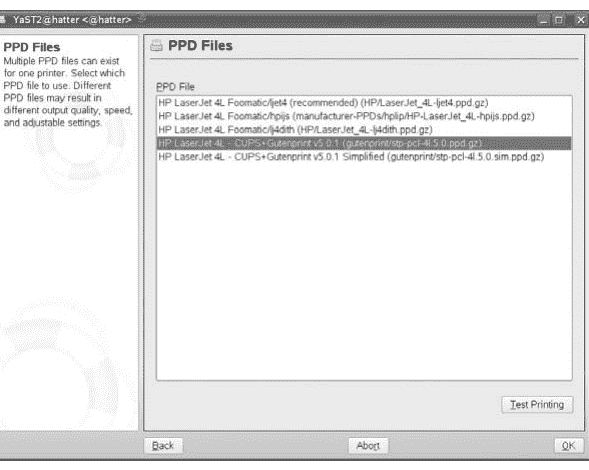 YaST2@hatter <@hatter>
PPD Files
Multiple PPD files can exist
for one printer. Select which
PPD file to use. Different
PPD files may result in
different output quality, speed,
and adjustable settings.
PPD Files
PPD File
HP LaserJet 4L Foomatic/ljet4 (recommended) (HP/LaserJet_4L-ljet4.ppd.gz)
HP LaserJet 4L Foomatic/hpijs (manufacturer-PPDs/hplip/HP-LaserJet_4L-hpijs.ppd.gz)
HP LaserJet 4L Foomatic/lj4dith (HP/LaserJet_4L-lj4dith.ppd.gz)
HP LaserJet 4L - CUPS+Gutenprint v5.0.1 (gutenprint/stp-pcl-4l.5.0.ppd.gz)
HP LaserJet 4L - CUPS+Gutenprint v5.0.1 Simplified (gutenprint/stp-pcl-4l.5.0.sim.ppd.gz)
Test Printing
Back
Abort
OK